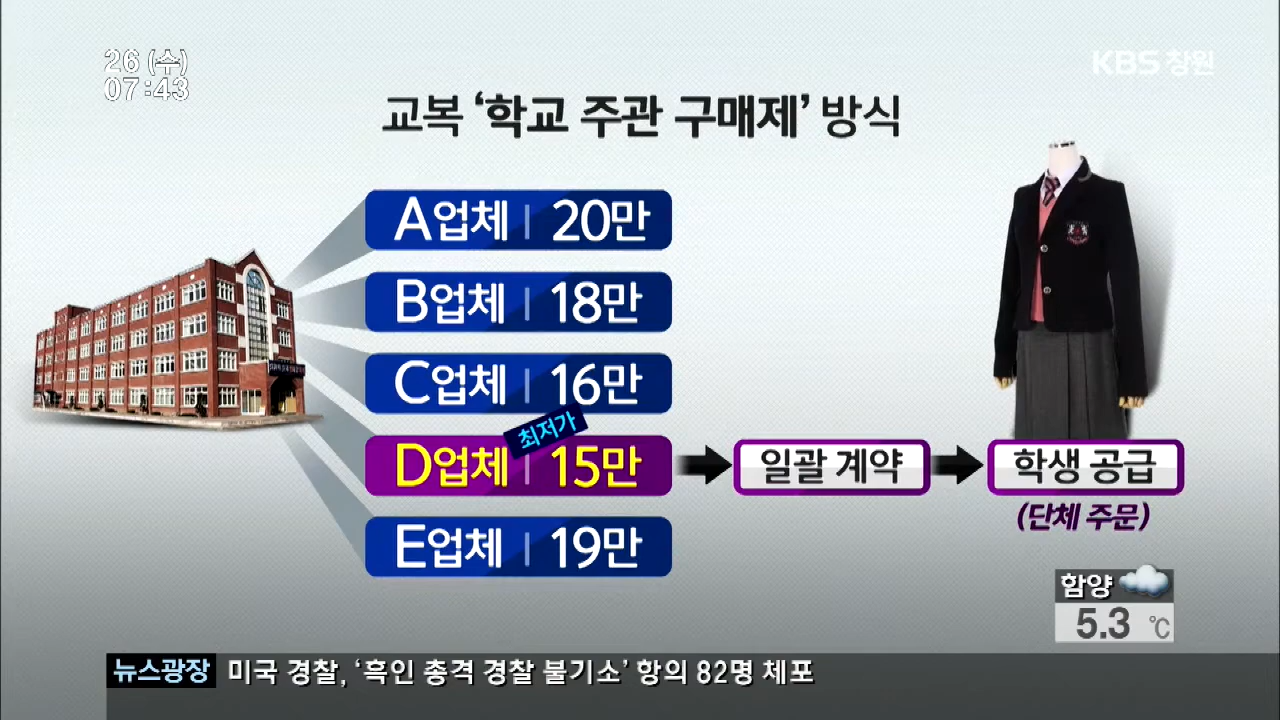 26 (수)
07:43
KBS 창원
교복 ‘학교 주관 구매제’ 방식
A업체 | 20만
B업체 | 18만
C업체 | 16만
최저가
D업체 | 15만
일괄 계약
학생 공급
(단체 주문)
E업체 | 19만
함양
5.3 ℃
뉴스광장 미국 경찰, ‘흑인 총격 경찰 불기소’ 항의 82명 체포